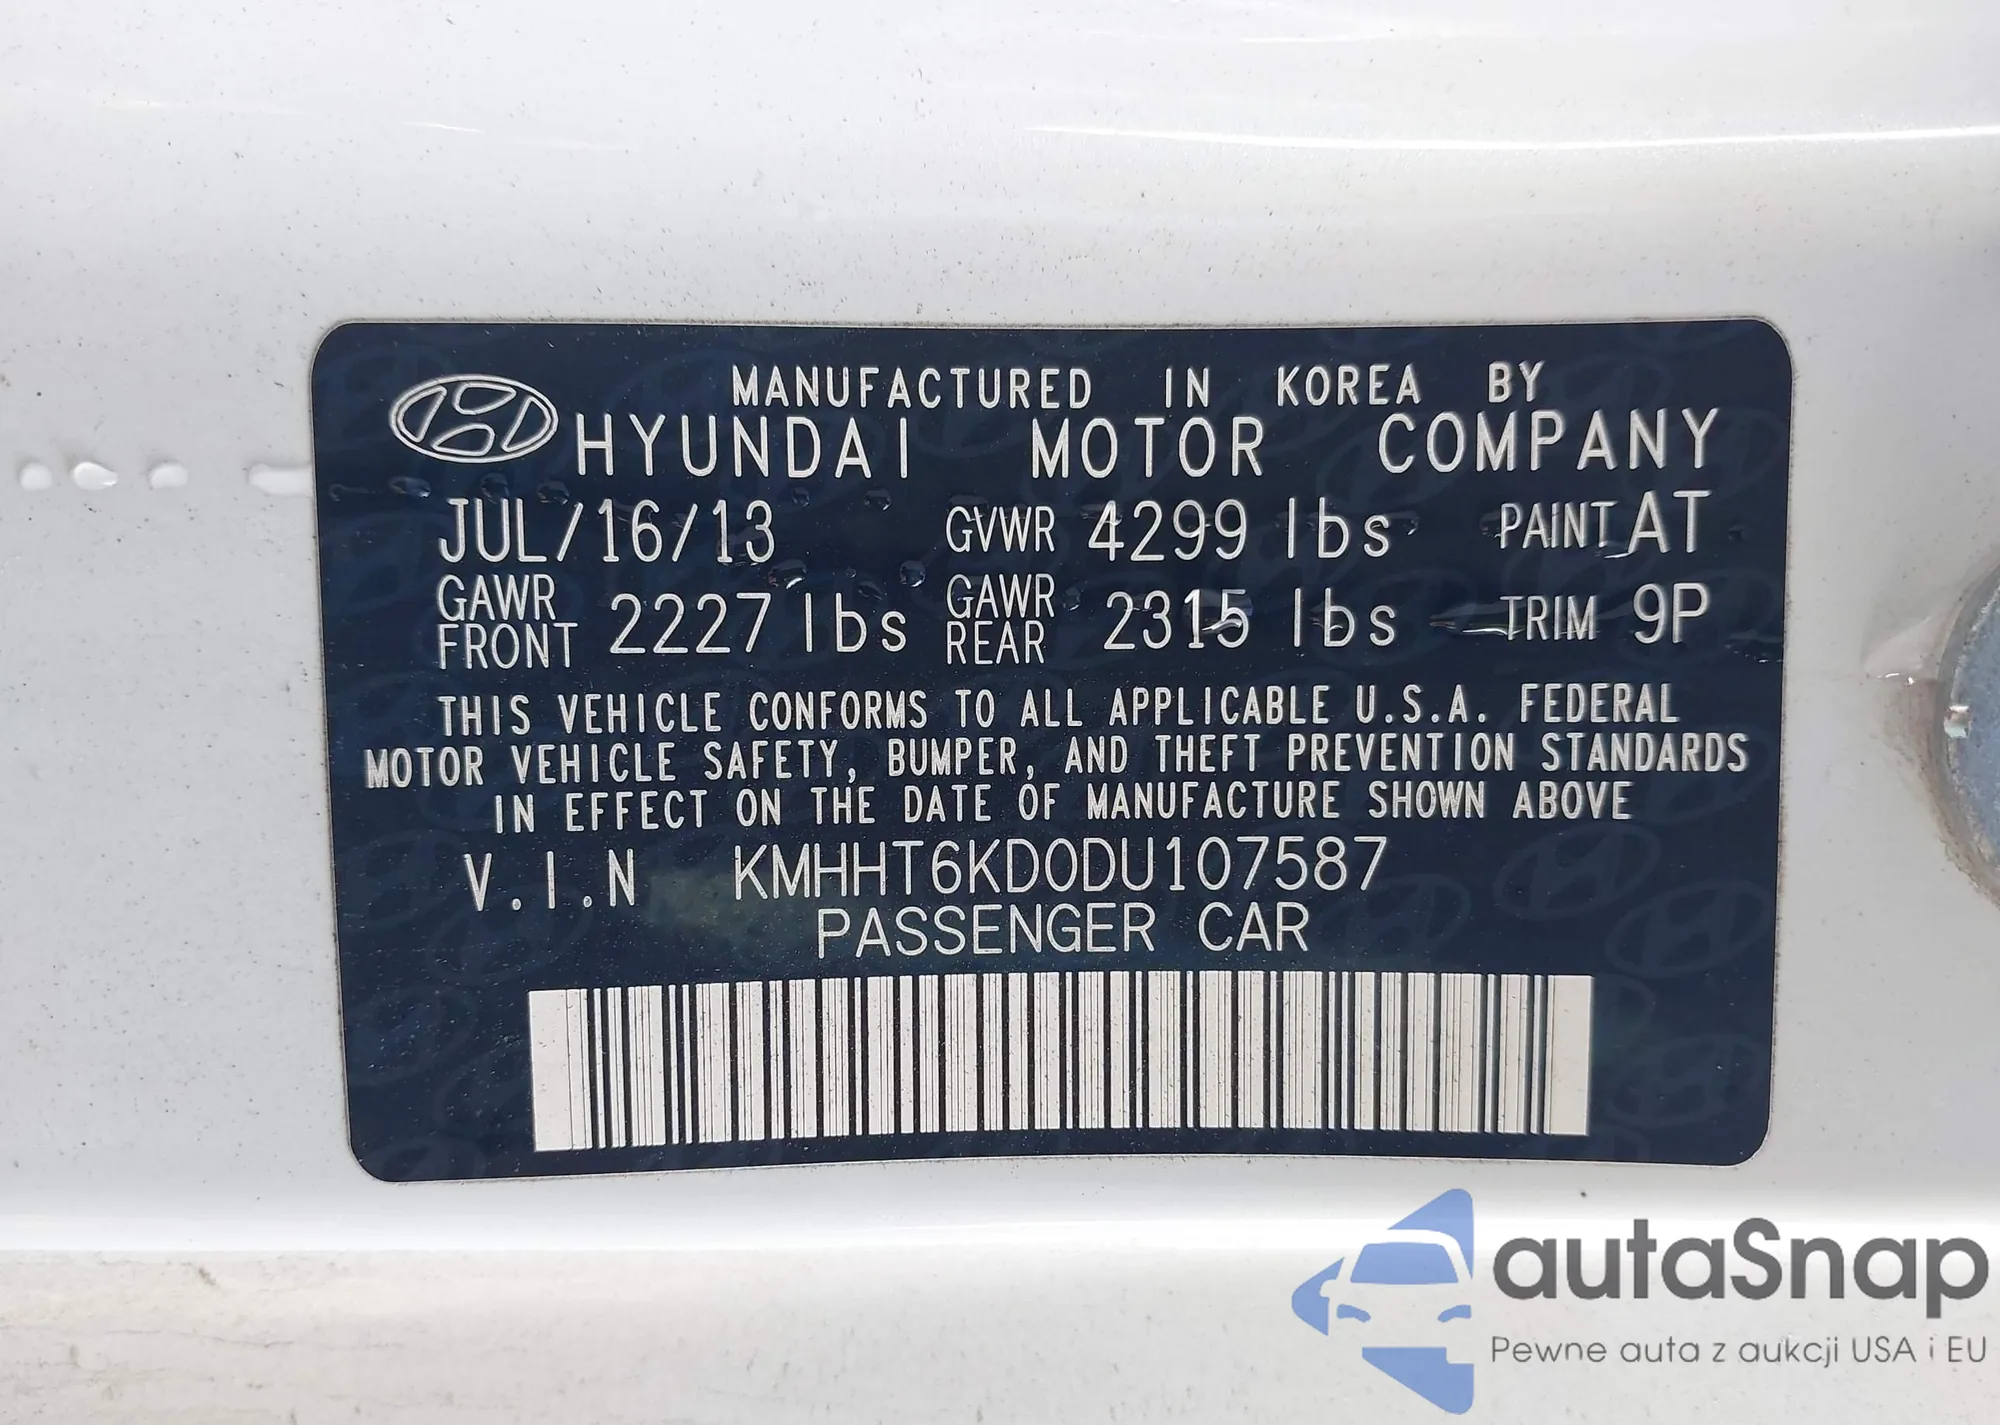 MANUFACTURED IN KOREA BY
HYUNDAI MOTOR COMPANY
JUL/16/13 GVWR 4299 lbs PAINT AT
GAWR FRONT 2227 lbs GAWR REAR 2315 lbs TRIM 9P
THIS VEHICLE CONFORMS TO ALL APPLICABLE U.S.A. FEDERAL
MOTOR VEHICLE SAFETY, BUMPER, AND THEFT PREVENTION STANDARDS
IN EFFECT ON THE DATE OF MANUFACTURE SHOWN ABOVE
V.I.N KMHHT6KD0DU107587
PASSENGER CAR
autaSnap
Pewne auta z aukcji USA i EU